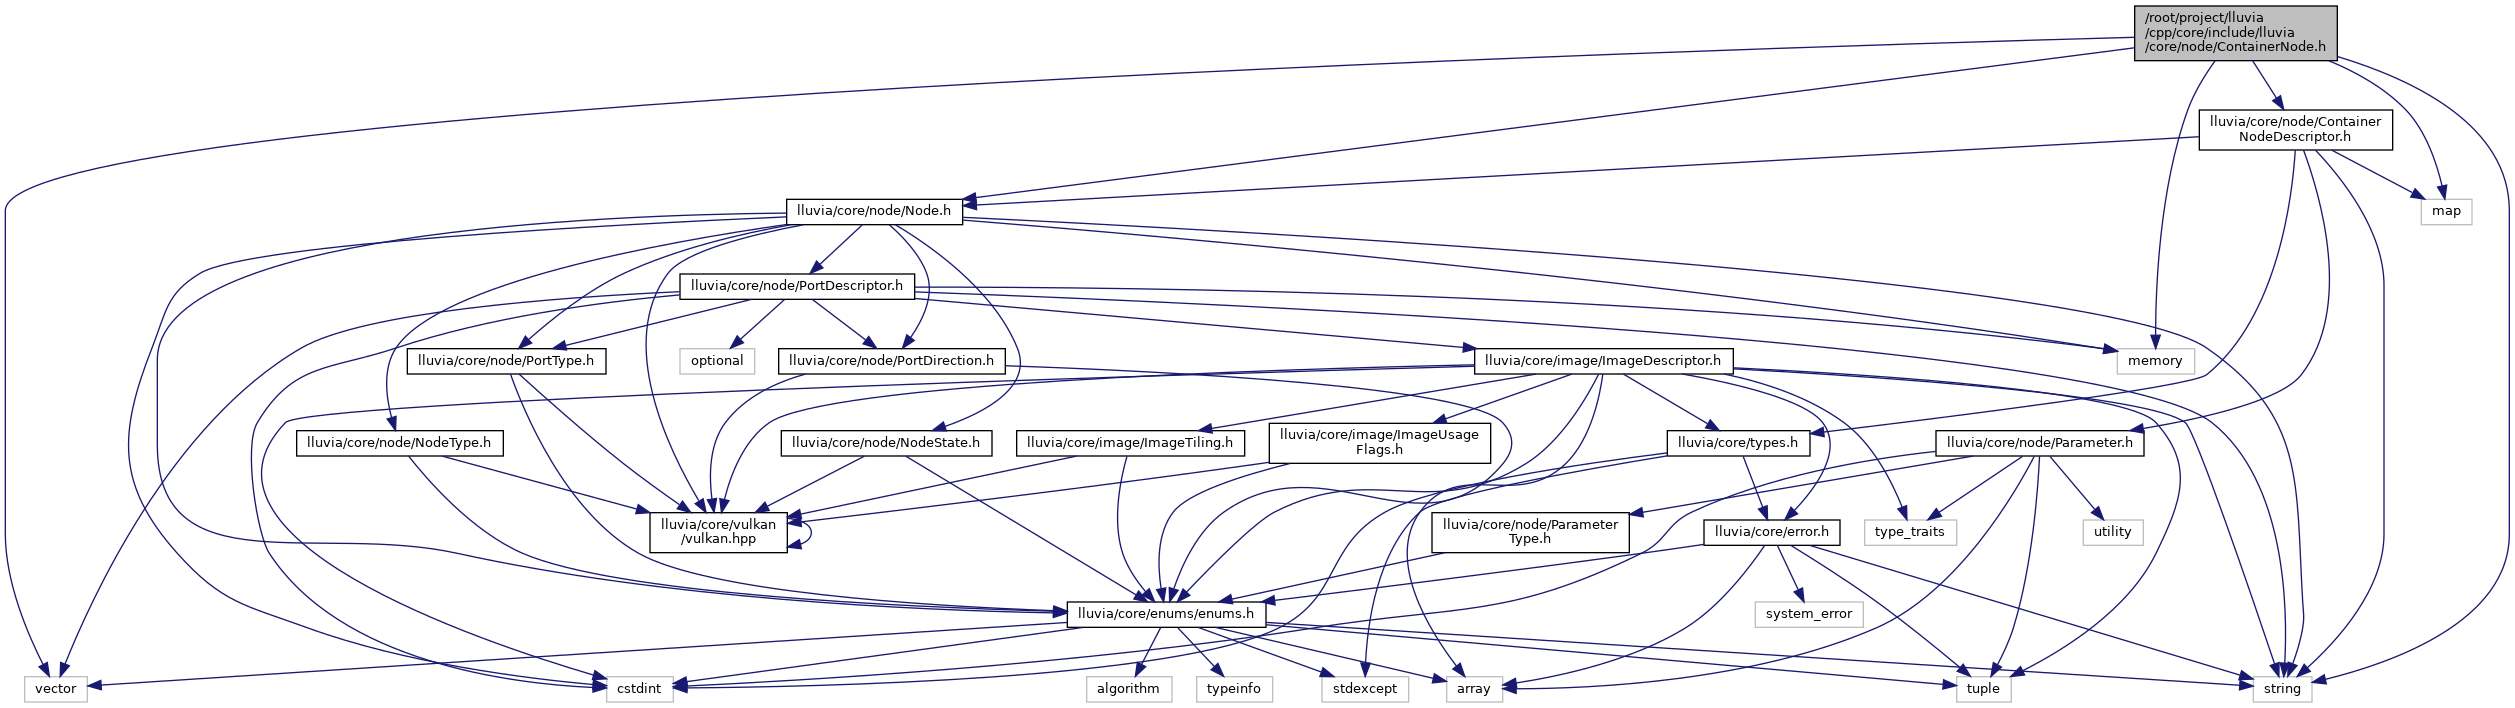 /root/project/lluvia
/cpp/core/include/lluvia
/core/node/ContainerNode.h
lluvia/core/node/Container
NodeDescriptor.h
lluvia/core/node/Node.h
map
lluvia/core/node/PortDescriptor.h
lluvia/core/node/PortType.h
optional
lluvia/core/node/PortDirection.h
lluvia/core/image/ImageDescriptor.h
memory
lluvia/core/node/NodeType.h
lluvia/core/node/NodeState.h
lluvia/core/image/ImageTiling.h
lluvia/core/image/ImageUsage
Flags.h
lluvia/core/types.h
lluvia/core/node/Parameter.h
lluvia/core/vulkan
/vulkan.hpp
lluvia/core/node/Parameter
Type.h
lluvia/core/error.h
type_traits
utility
lluvia/core/enums/enums.h
system_error
vector
cstdint
algorithm
typeinfo
stdexcept
array
tuple
string